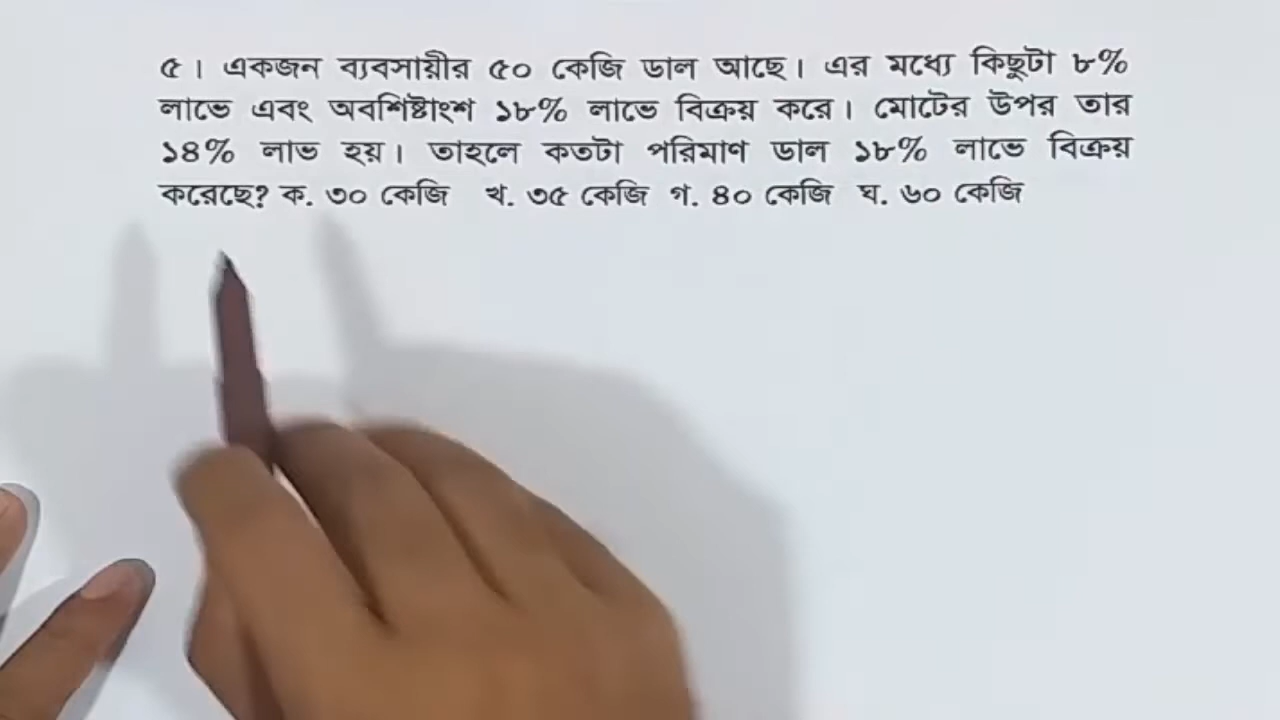 ৫। একজন ব্যবসায়ীর ৫০ কেজি ডাল আছে। এর মধ্যে কিছুটা ৮%
লাভে এবং অবশিষ্টাংশ ১৮% লাভে বিক্রয় করে। মোটের উপর তার
১৪% লাভ হয়। তাহলে কতটা পরিমাণ ডাল ১৮% লাভে বিক্রয়
করেছে? ক. ৩০ কেজি খ. ৩৫ কেজি গ. ৪০ কেজি ঘ. ৬০ কেজি